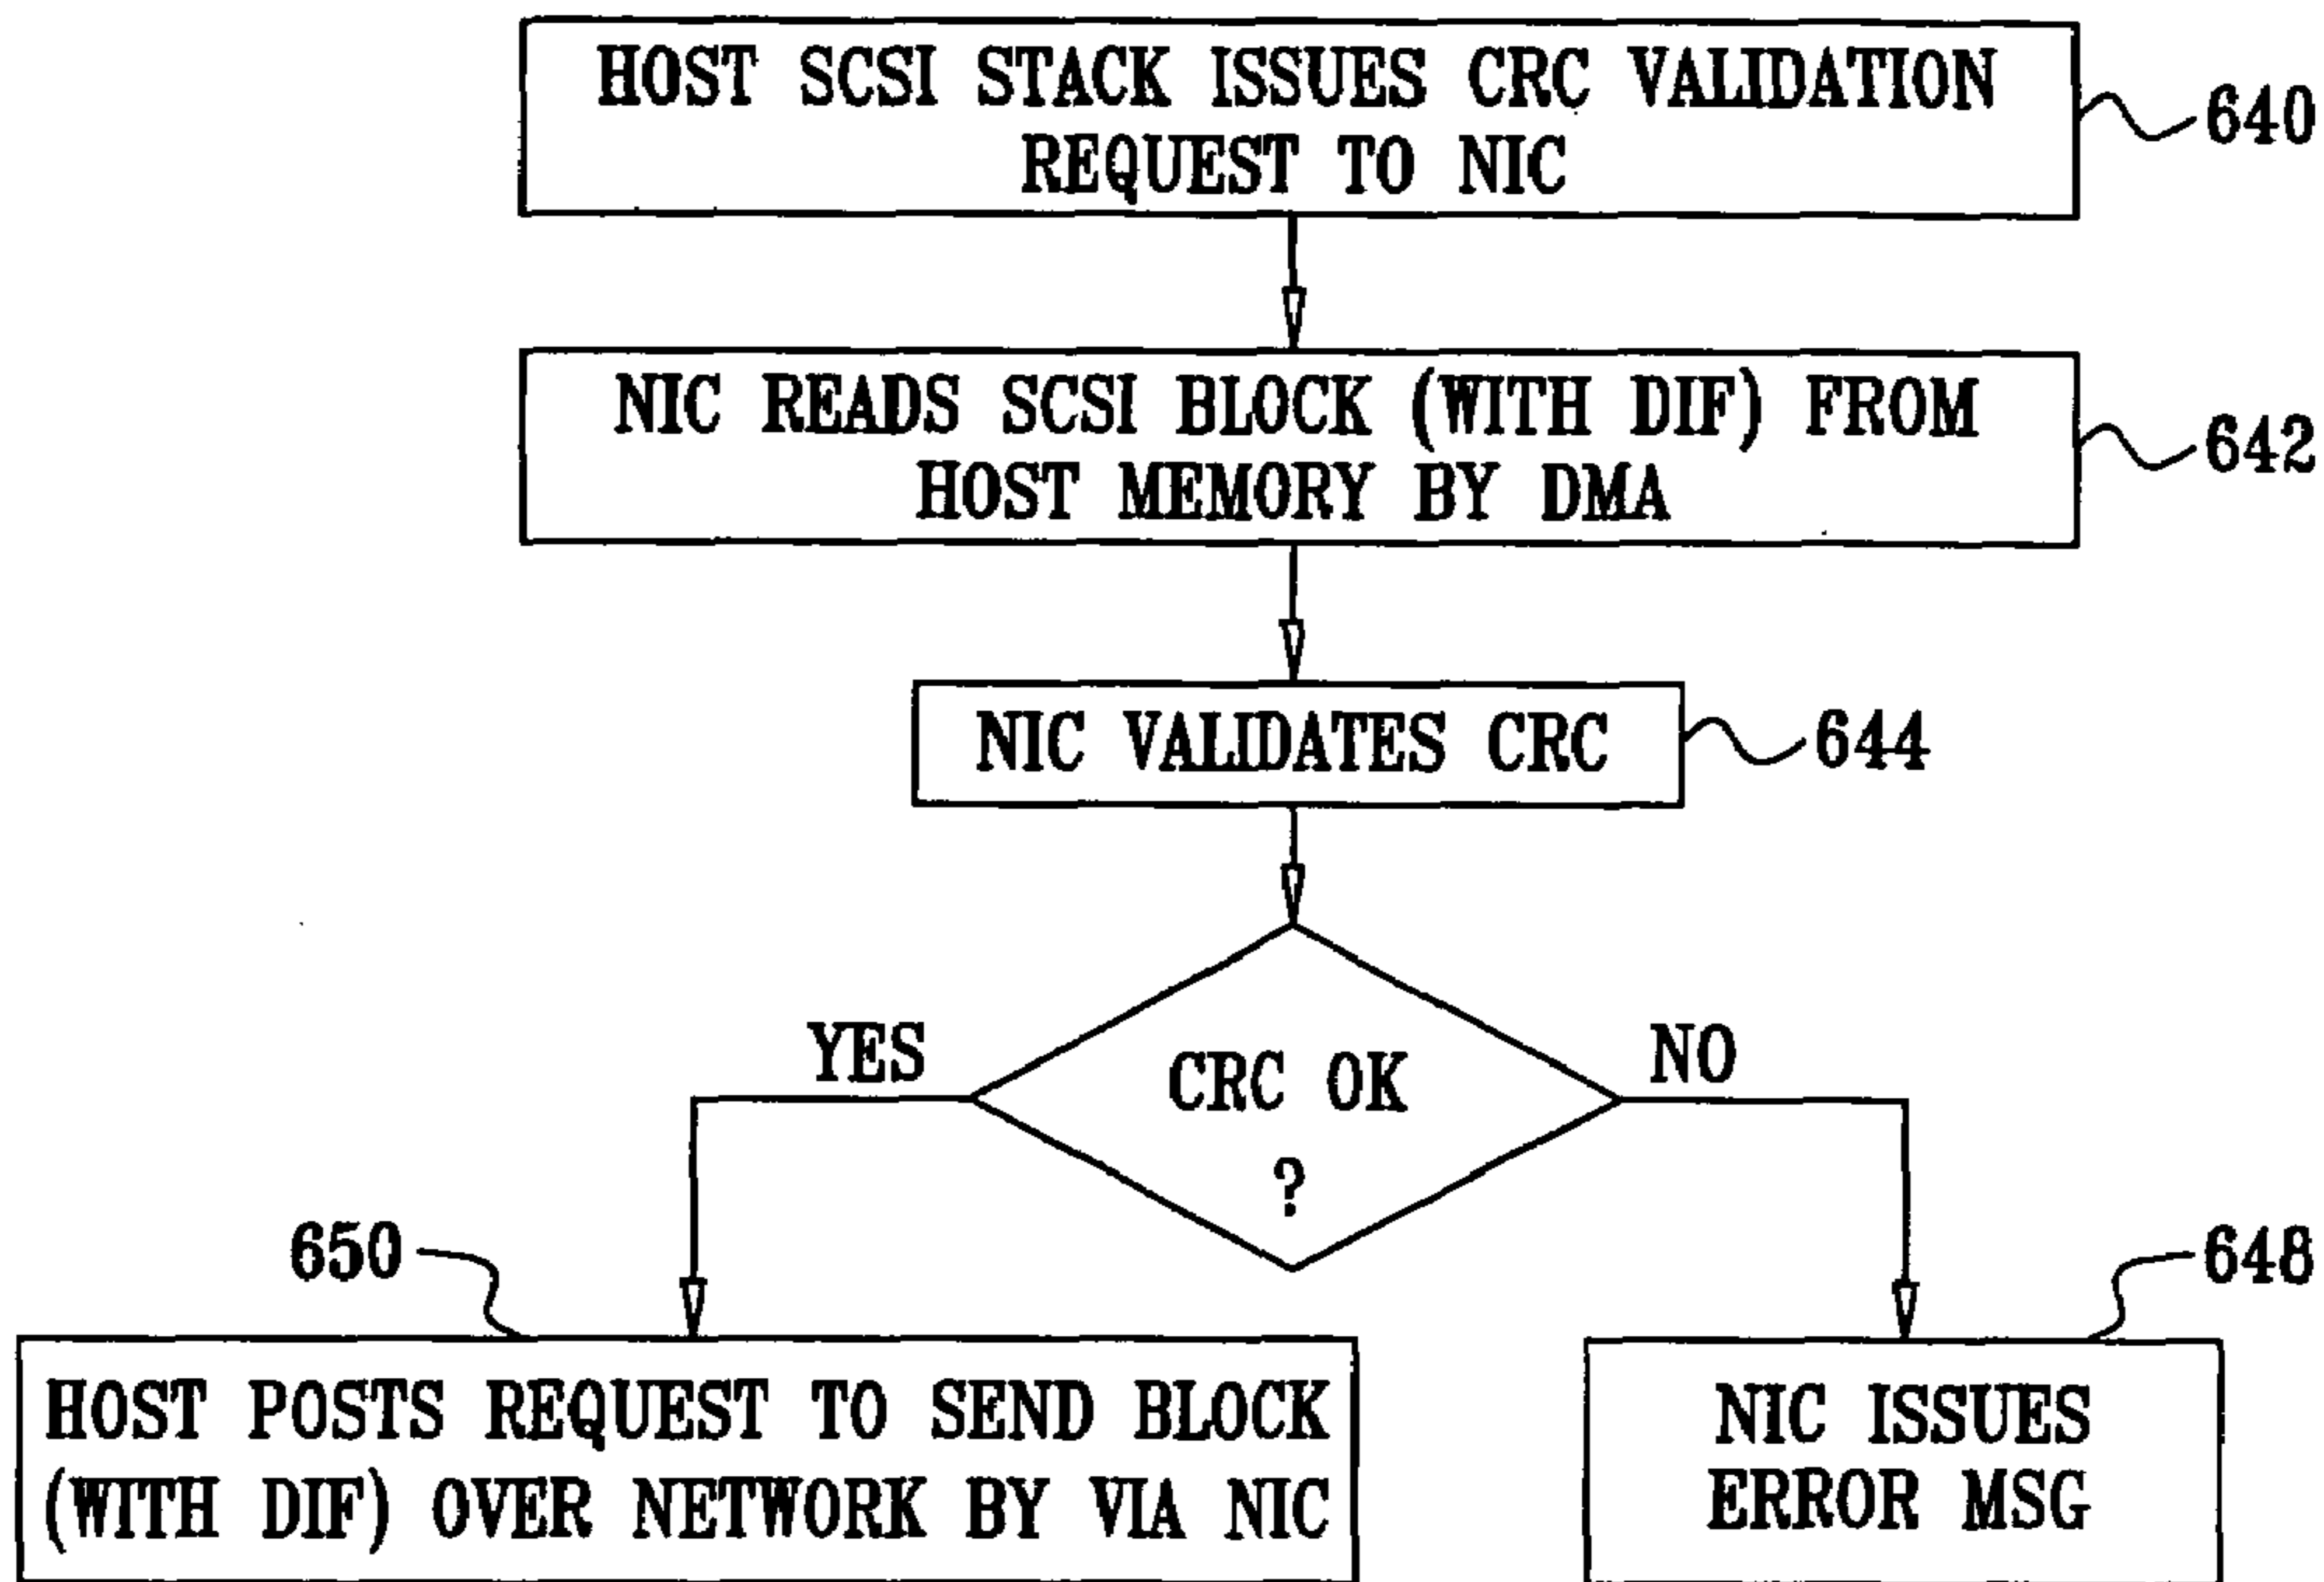 HOST SCSI STACK ISSUES CRC VALIDATION
REQUEST TO NIC
640
NIC READS SCSI BLOCK (WITH DIF) FROM
HOST MEMORY BY DMA
642
NIC VALIDATES CRC
644
YES
CRC OK
?
NO
650
648
HOST POSTS REQUEST TO SEND BLOCK
(WITH DIF) OVER NETWORK BY VIA NIC
NIC ISSUES
ERROR MSG